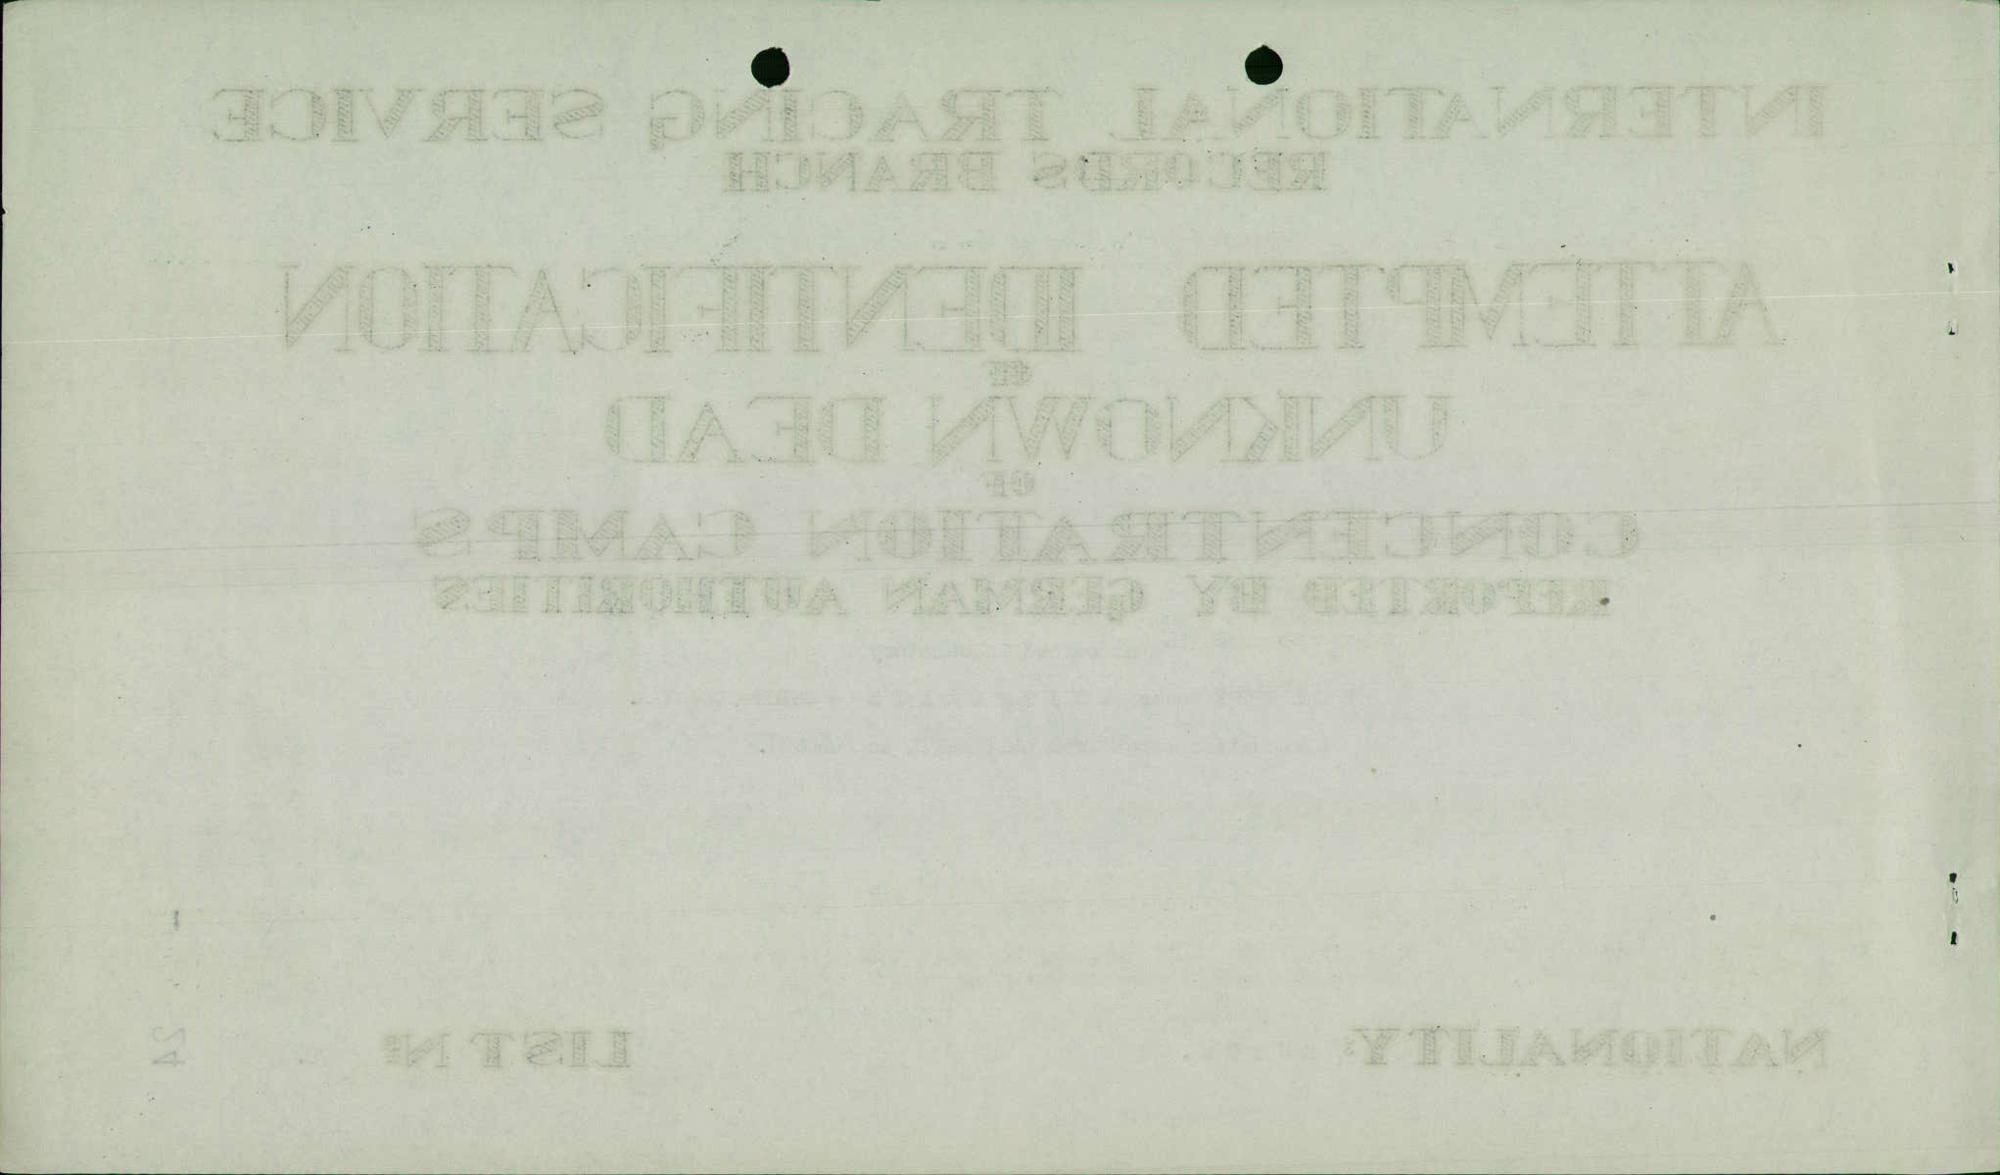 INTERNATIONAL TRACING SERVICE
RECORDS BRANCH
ATTEMPTED IDENTIFICATION
OF
UNKNOWN DEAD
OF
CONCENTRATION CAMPS
REPORTED BY GERMAN AUTHORITIES
NATIONALITY: LIST Nº
24